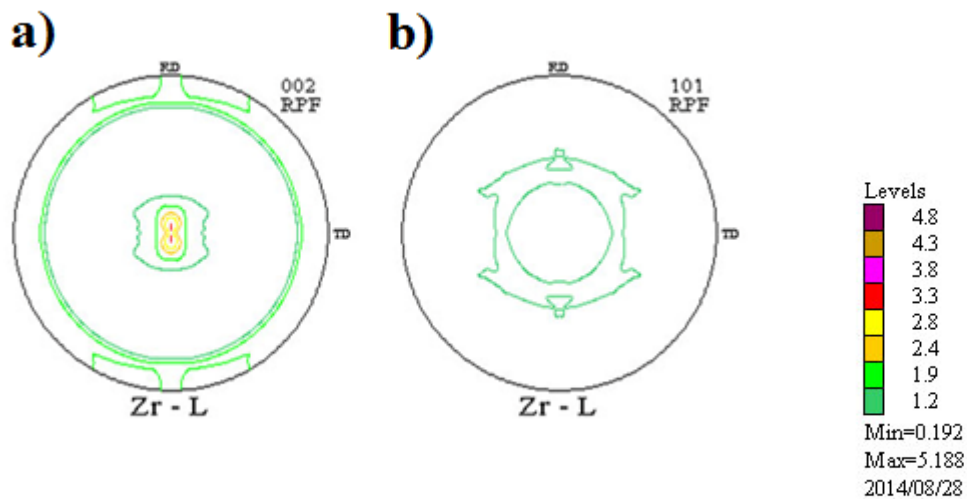 a)
b)
RD
002
RPF
TD
Zr - L
RD
101
RPF
TD
Zr - L
Levels
4.8
4.3
3.8
3.3
2.8
2.4
1.9
1.2
Min=0.192
Max=5.188
2014/08/28